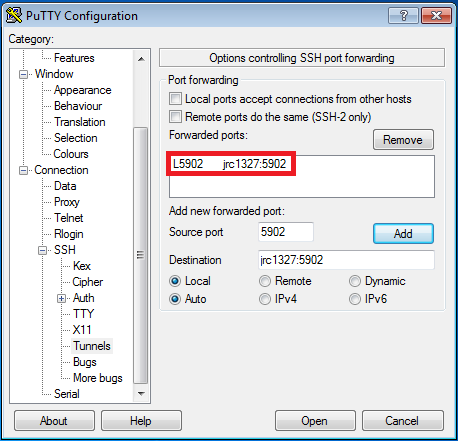 PuTTY Configuration
Category:
Features
Window
Appearance
Behaviour
Translation
Selection
Colours
Connection
Data
Proxy
Telnet
Rlogin
SSH
Kex
Cipher
Auth
TTY
X11
Tunnels
Bugs
More bugs
Serial
Options controlling SSH port forwarding
Port forwarding
Local ports accept connections from other hosts
Remote ports do the same (SSH-2 only)
Forwarded ports:
Remove
L5902 jrc1327:5902
Add new forwarded port:
Source port 5902 Add
Destination jrc1327:5902
Local Remote Dynamic
Auto IPv4 IPv6
About Help Open Cancel